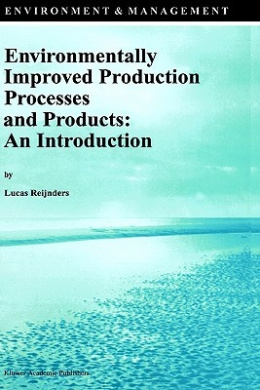 ENVIRONMENT & MANAGEMENT
Environmentally
Improved Production
Processes
and Products:
An Introduction
by
Lucas Reijnders
Kluwer Academic Publishers